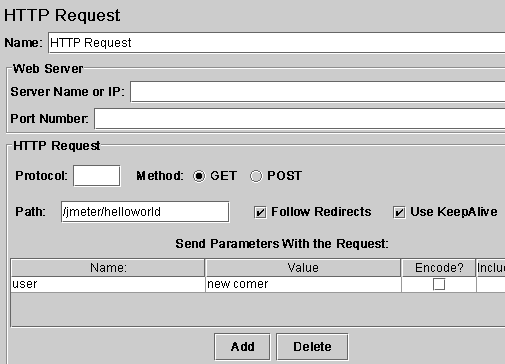 HTTP Request
Name: HTTP Request
Web Server
Server Name or IP:
Port Number:
HTTP Request
Protocol: Method: GET POST
Path: /jmeter/helloworld Follow Redirects Use KeepAlive
Send Parameters With the Request:
Name: Value Encode? Inclu
user new comer
Add Delete